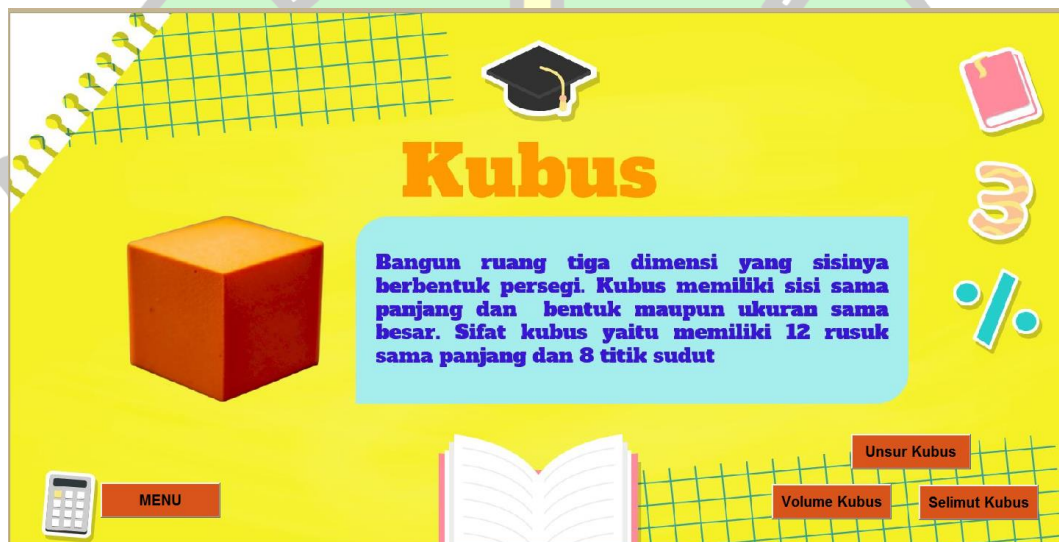 Kubus
Bangun ruang tiga dimensi yang sisinya
berbentuk persegi. Kubus memiliki sisi sama
panjang dan bentuk maupun ukuran sama
besar. Sifat kubus yaitu memiliki 12 rusuk
sama panjang dan 8 titik sudut
3
%
Unsur Kubus
MENU
Volume Kubus
Selimut Kubus